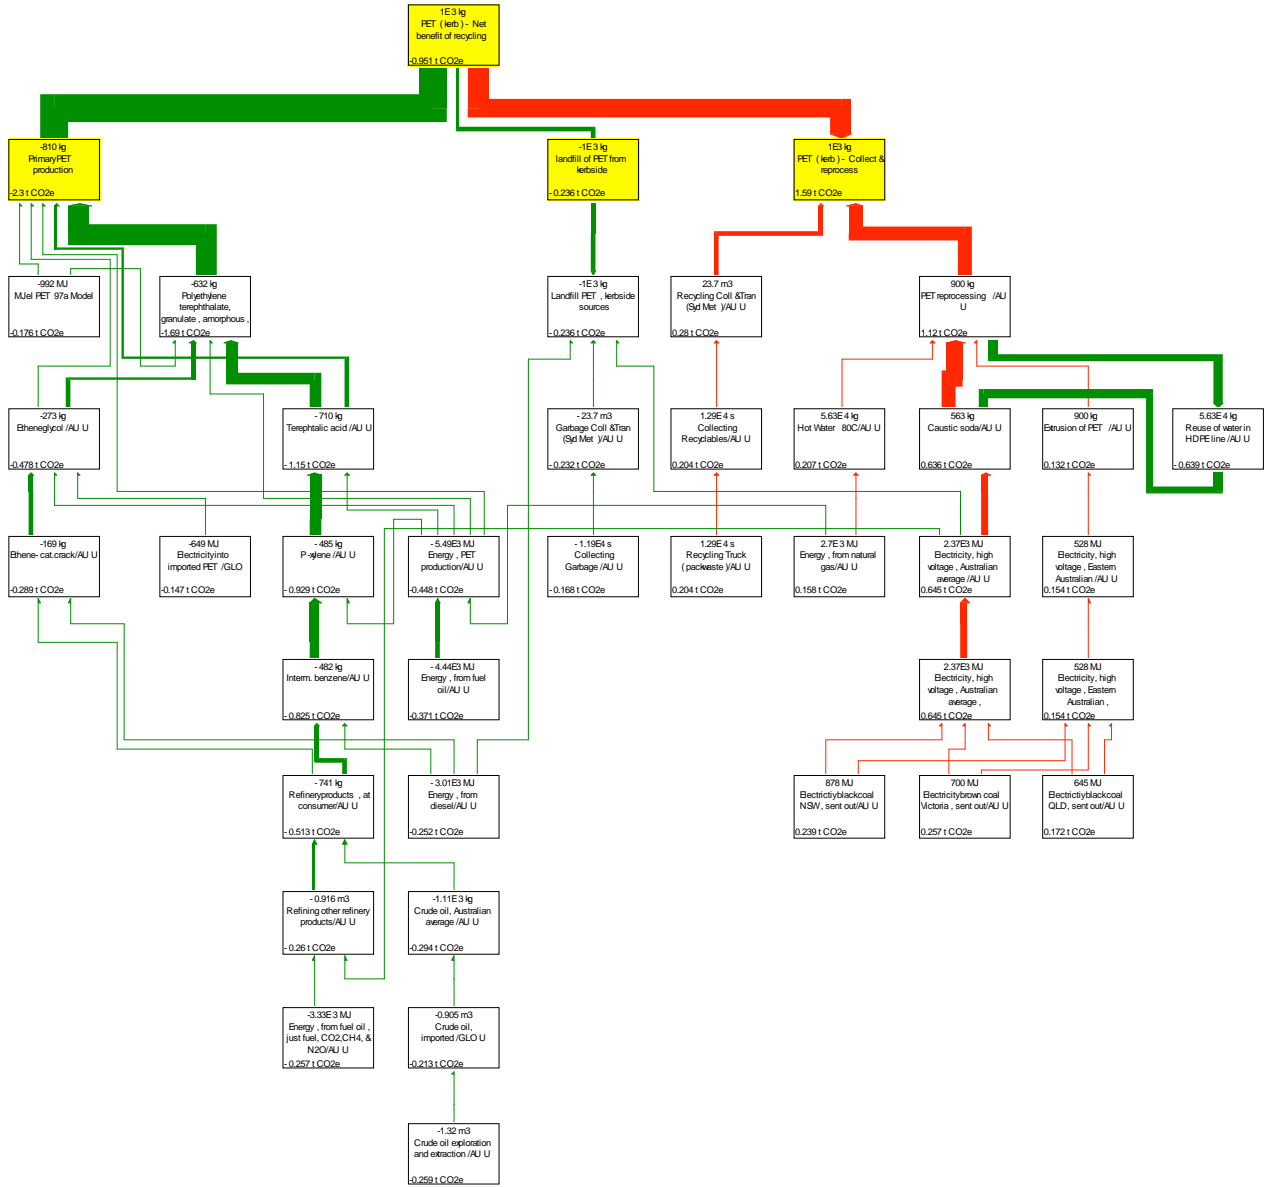 1E3 kg
PET (kerb) - Net
benefit of recycling
-0.951 t CO2e
-810 kg
PrimaryPET
production
-2.3 t CO2e
-1E3 kg
landfill of PET from
kerbside
-0.236 t CO2e
1E3 kg
PET (kerb) - Collect &
reprocess
1.59 t CO2e
-992 MJ
MJel PET 97a Model
-0.176 t CO2e
-632 kg
Polyethylene
terephthalate,
granulate, amorphous,
-1.69 t CO2e
-1E3 kg
Landfill PET, kerbside
sources
-0.236 t CO2e
23.7 m3
Recycling Coll &Tran
(Syd Met )/AU U
0.28 t CO2e
900 kg
PET reprocessing /AU
U
1.12 t CO2e
-273 kg
Etheneglycol /AU U
-0.478 t CO2e
-710 kg
Terephtalic acid /AU U
-1.15 t CO2e
-23.7 m3
Garbage Coll &Tran
(Syd Met )/AU U
-0.232 t CO2e
1.29E4 s
Collecting
Recyclables/AU U
0.204 t CO2e
5.63E4 kg
Hot Water 80C/AU U
0.207 t CO2e
563 kg
Caustic soda/AU U
0.636 t CO2e
900 kg
Extrusion of PET /AU U
0.132 t CO2e
5.63E4 kg
Reuse of water in
HDPE line /AU U
-0.639 t CO2e
-169 kg
Ethene- cat.crack/AU U
-0.289 t CO2e
-649 MJ
Electricityinto
imported PET /GLO
-0.147 t CO2e
-485 kg
P-xylene /AU U
-0.929 t CO2e
-5.49E3 MJ
Energy, PET
production/AU U
-0.448 t CO2e
-1.19E4 s
Collecting
Garbage /AU U
-0.168 t CO2e
1.29E4 s
Recycling Truck
(packwaste )/AU U
0.204 t CO2e
2.7E3 MJ
Energy, from natural
gas/AU U
0.158 t CO2e
2.37E3 MJ
Electricity, high
voltage, Australian
average /AU U
0.645 t CO2e
528 MJ
Electricity, high
voltage, Eastern
Australian /AU U
0.154 t CO2e
-482 kg
Interm. benzene/AU U
-0.825 t CO2e
-4.44E3 MJ
Energy, from fuel
oil/AU U
-0.371 t CO2e
2.37E3 MJ
Electricity, high
voltage, Australian
average,
0.645 t CO2e
528 MJ
Electricity, high
voltage, Eastern
Australian,
0.154 t CO2e
-741 kg
Refineryproducts, at
consumer/AU U
-0.513 t CO2e
-3.01E3 MJ
Energy, from
diesel/AU U
-0.252 t CO2e
878 MJ
Electrictiyblackcoal
NSW, sent out/AU U
0.239 t CO2e
700 MJ
Electricitybrown coal
Victoria, sent out/AU U
0.257 t CO2e
645 MJ
Electrictiyblackcoal
QLD, sent out/AU U
0.172 t CO2e
-0.916 m3
Refining other refinery
products/AU U
-0.26 t CO2e
-1.11E3 kg
Crude oil, Australian
average /AU U
-0.294 t CO2e
-3.33E3 MJ
Energy, from fuel oil,
just fuel, CO2,CH4, &
N2O/AU U
-0.257 t CO2e
-0.905 m3
Crude oil,
imported /GLO U
-0.213 t CO2e
-1.32 m3
Crude oil exploration
and extraction /AU U
-0.259 t CO2e